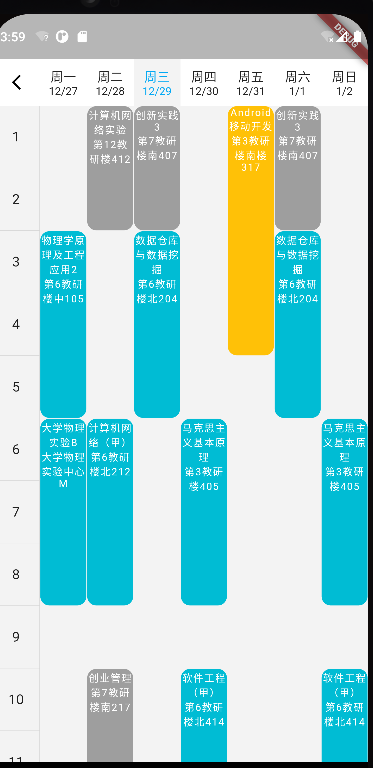 3:59
DEBUG
周一
12/27
周二
12/28
周三
12/29
周四
12/30
周五
12/31
周六
1/1
周日
1/2
1
2
3
4
5
6
7
8
9
10
11
物理学原
理及工程
应用2
第6教研
楼中105
大学物理
实验B
大学物理
实验中心
M
计算机网
络实验
第12教
研楼412
计算机网
络（甲）
第6教研
楼北212
创业管理
第7教研
楼南217
创新实践
3
第7教研
楼南407
数据仓库
与数据挖
掘
第6教研
楼北204
马克思主
义基本原
理
第3教研
楼405
软件工程
（甲）
第6教研
楼北414
Android
移动开发
第3教研
楼南楼
317
创新实践
3
第7教研
楼南407
数据仓库
与数据挖
掘
第6教研
楼北204
马克思主
义基本原
理
第3教研
楼405
软件工程
（甲）
第6教研
楼北414